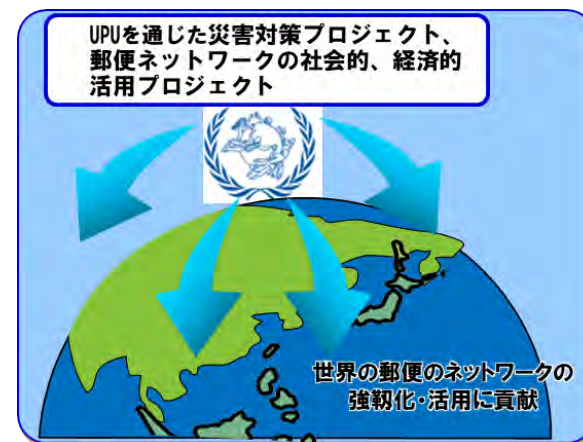 UPUを通じた災害対策プロジェクト、
郵便ネットワークの社会的、経済的
活用プロジェクト
世界の郵便のネットワークの
強靱化・活用に貢献